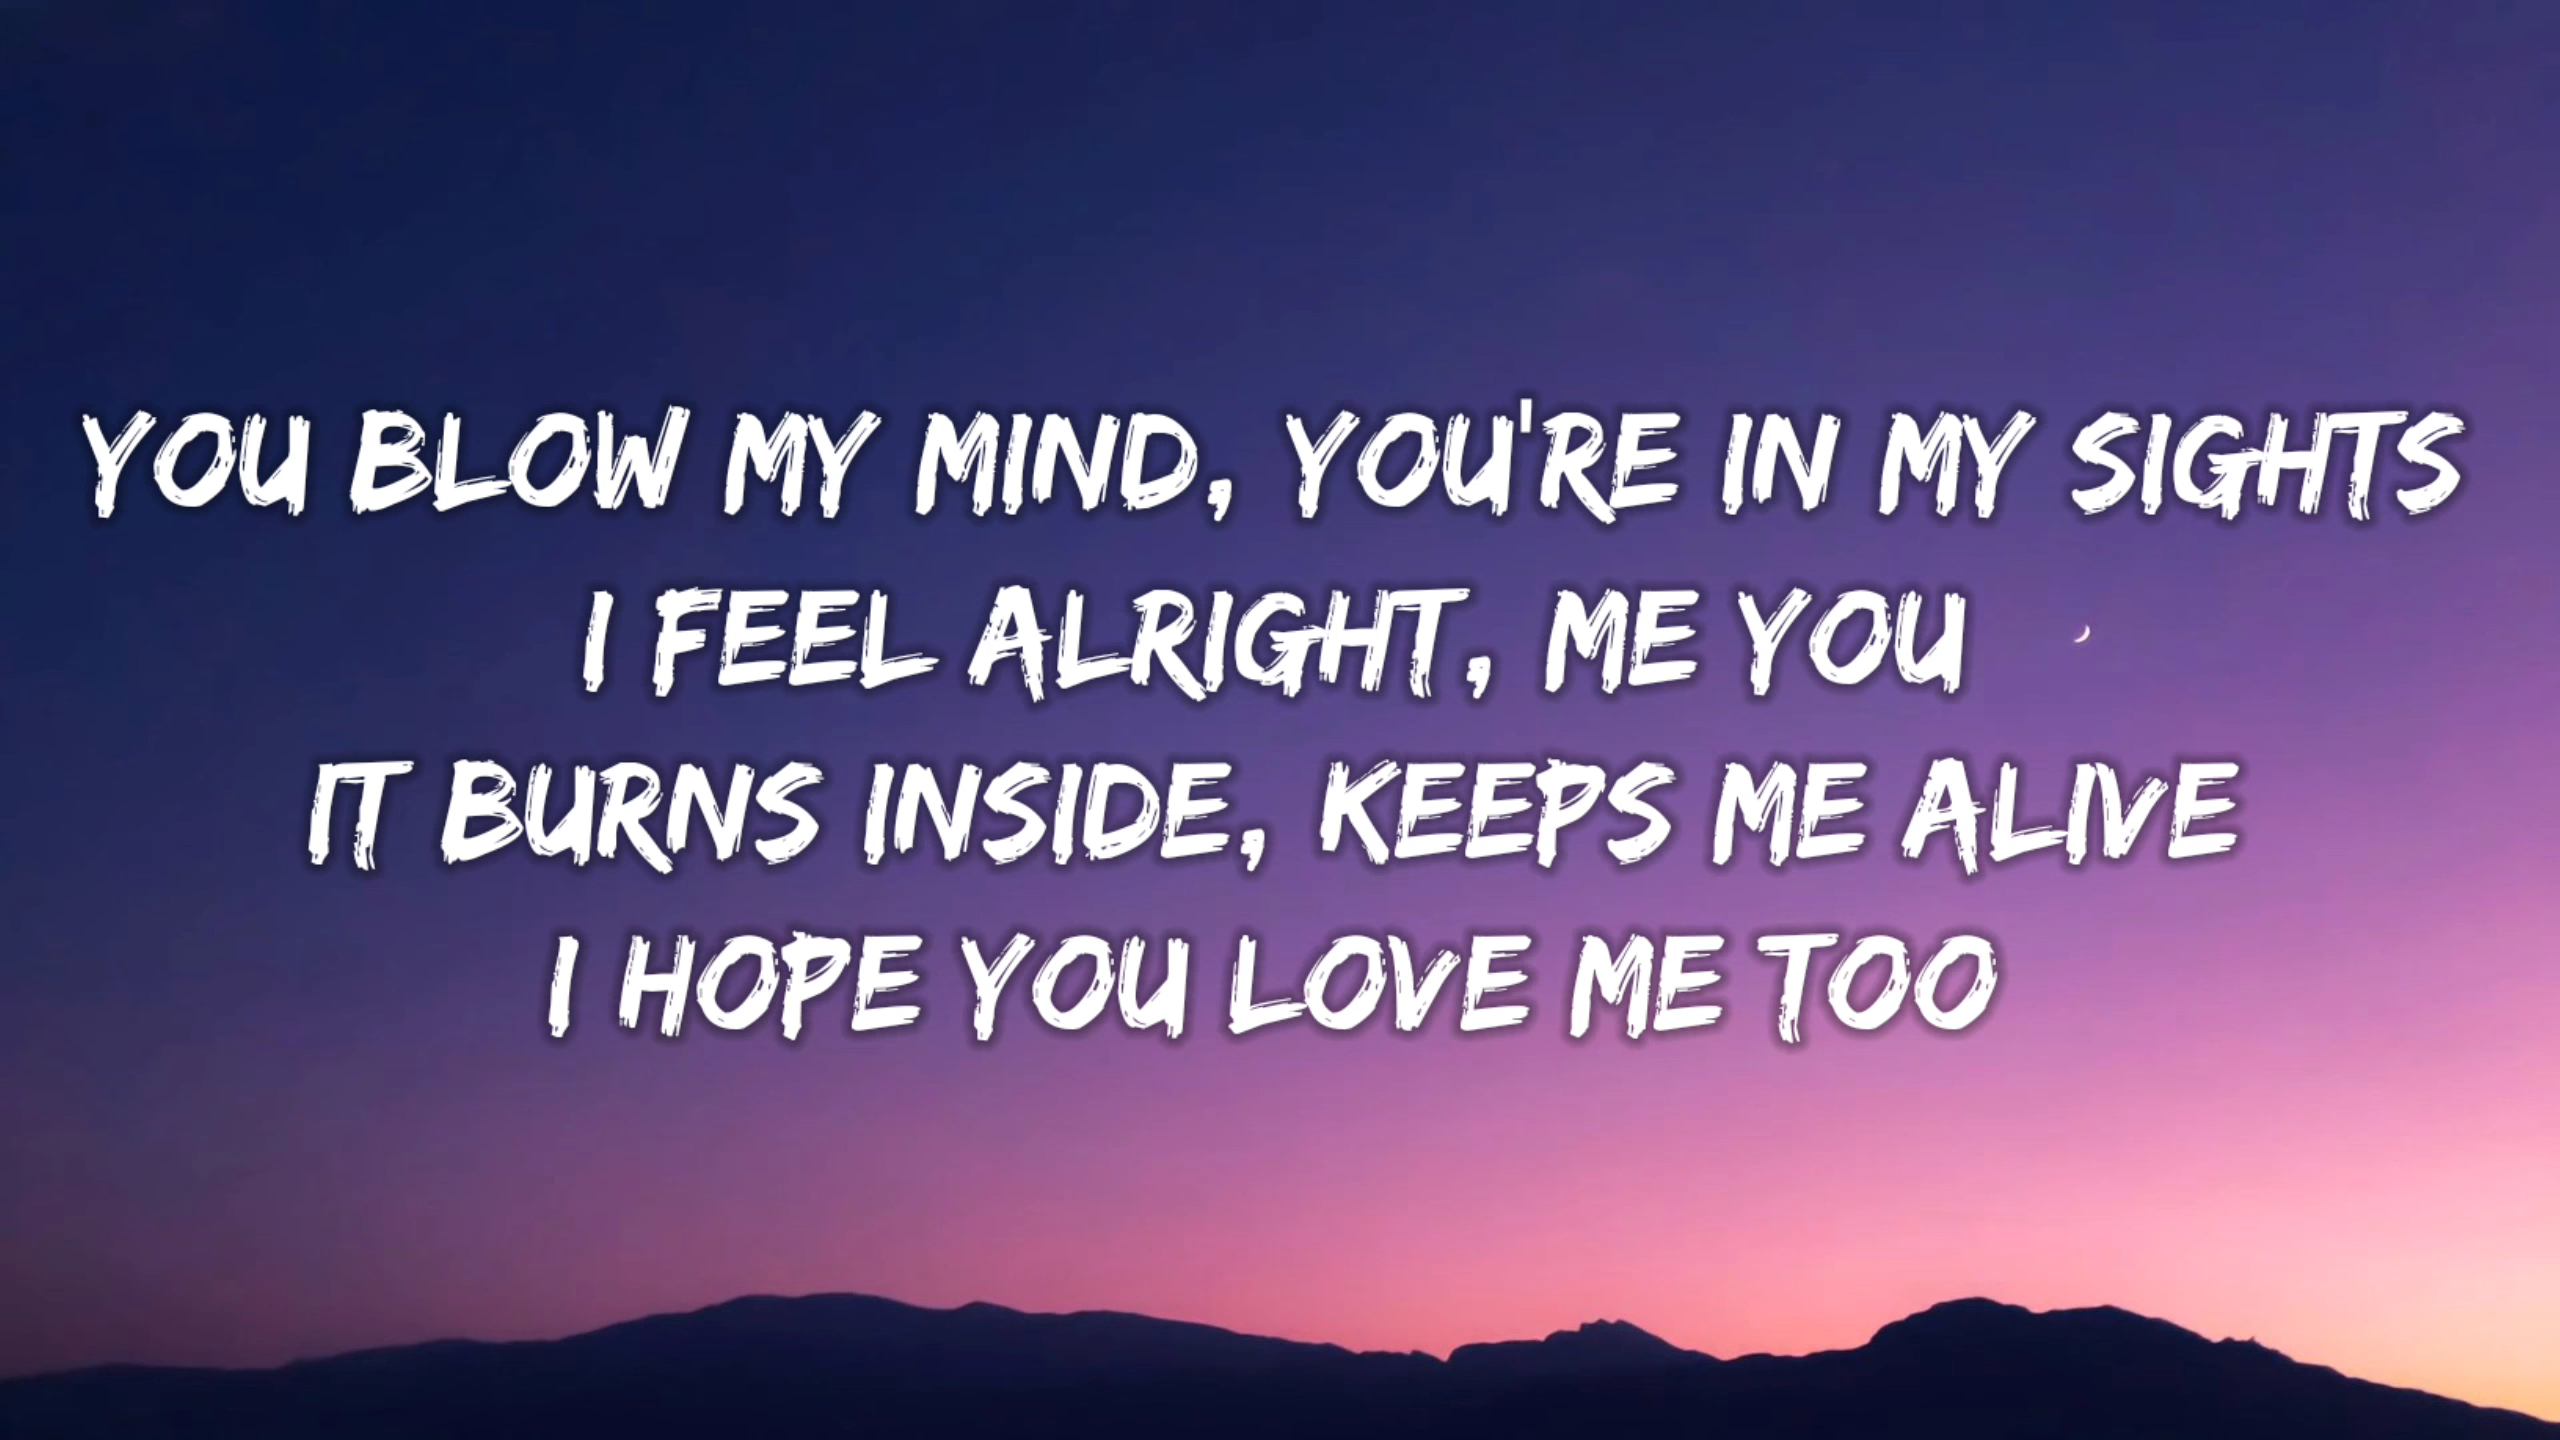 YOU BLOW MY MIND, YOU'RE IN MY SIGHTS
I FEEL ALRIGHT, ME YOU
IT BURNS INSIDE, KEEPS ME ALIVE
I HOPE YOU LOVE ME TOO